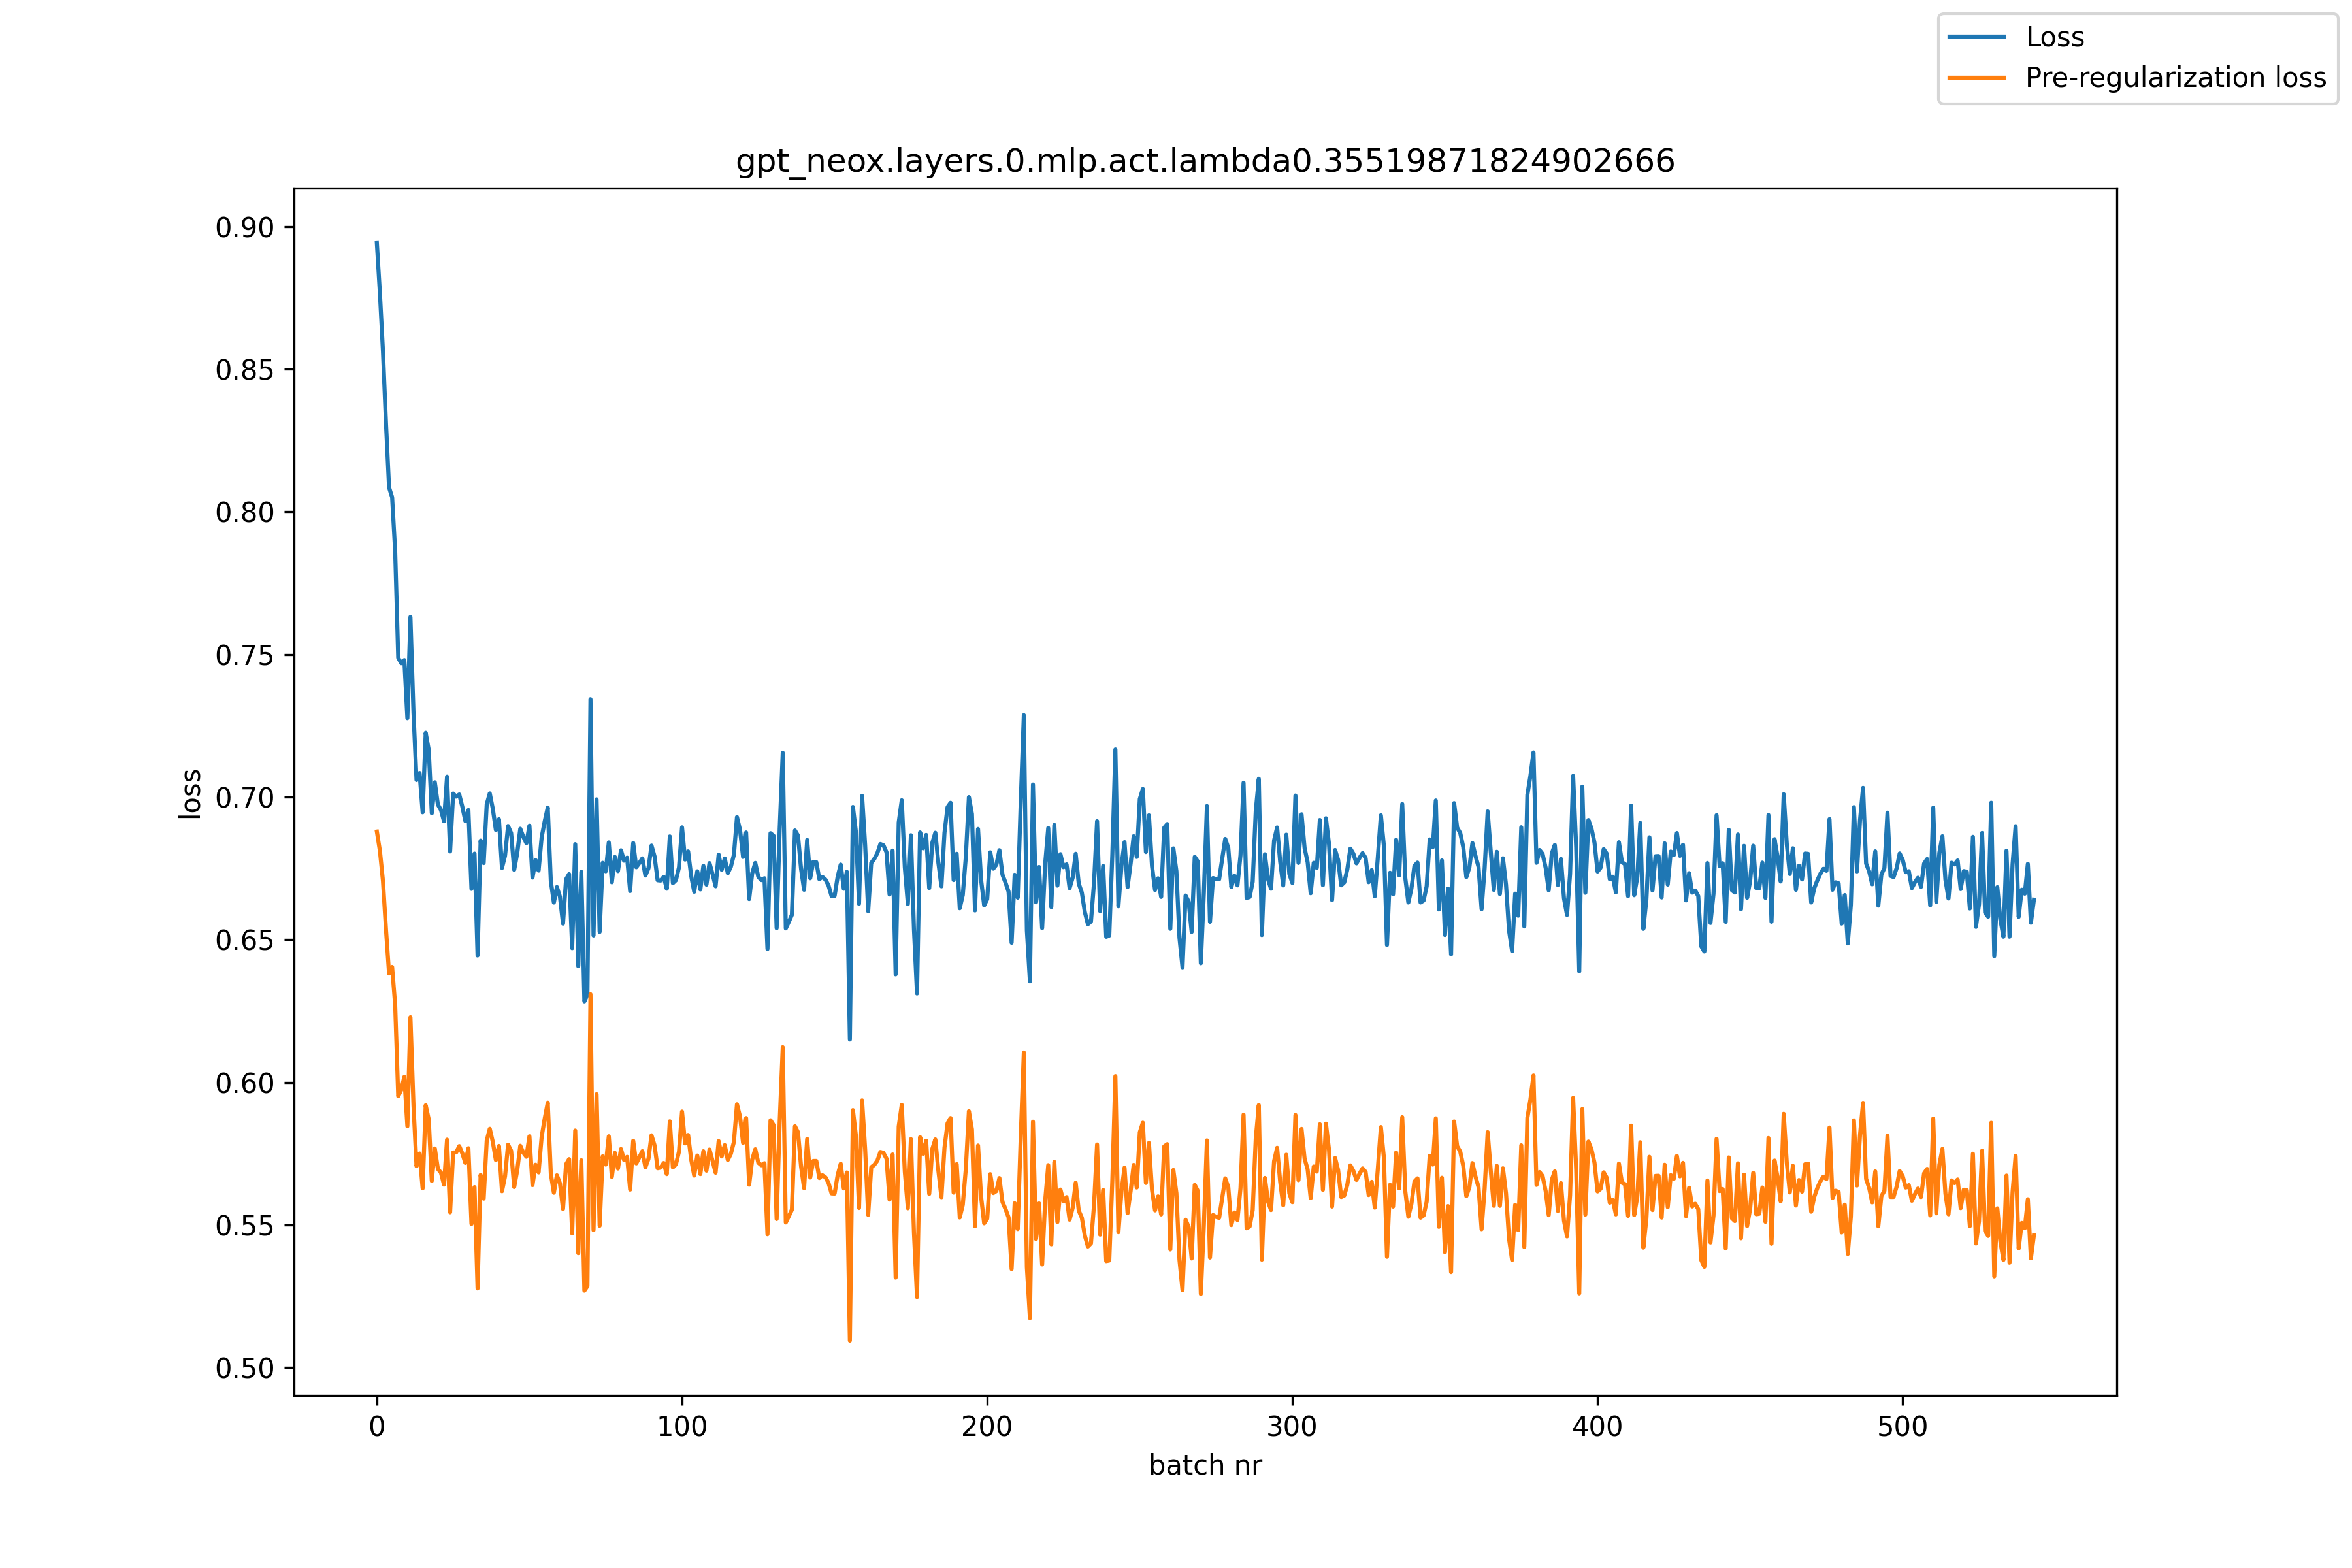 Loss
Pre-regularization loss
gpt_neox.layers.0.mlp.act.lambda0.35519871824902666
0.90
0.85
0.80
0.75
0.70
0.65
0.60
0.55
0.50
loss
0 100 200 300 400 500
batch nr